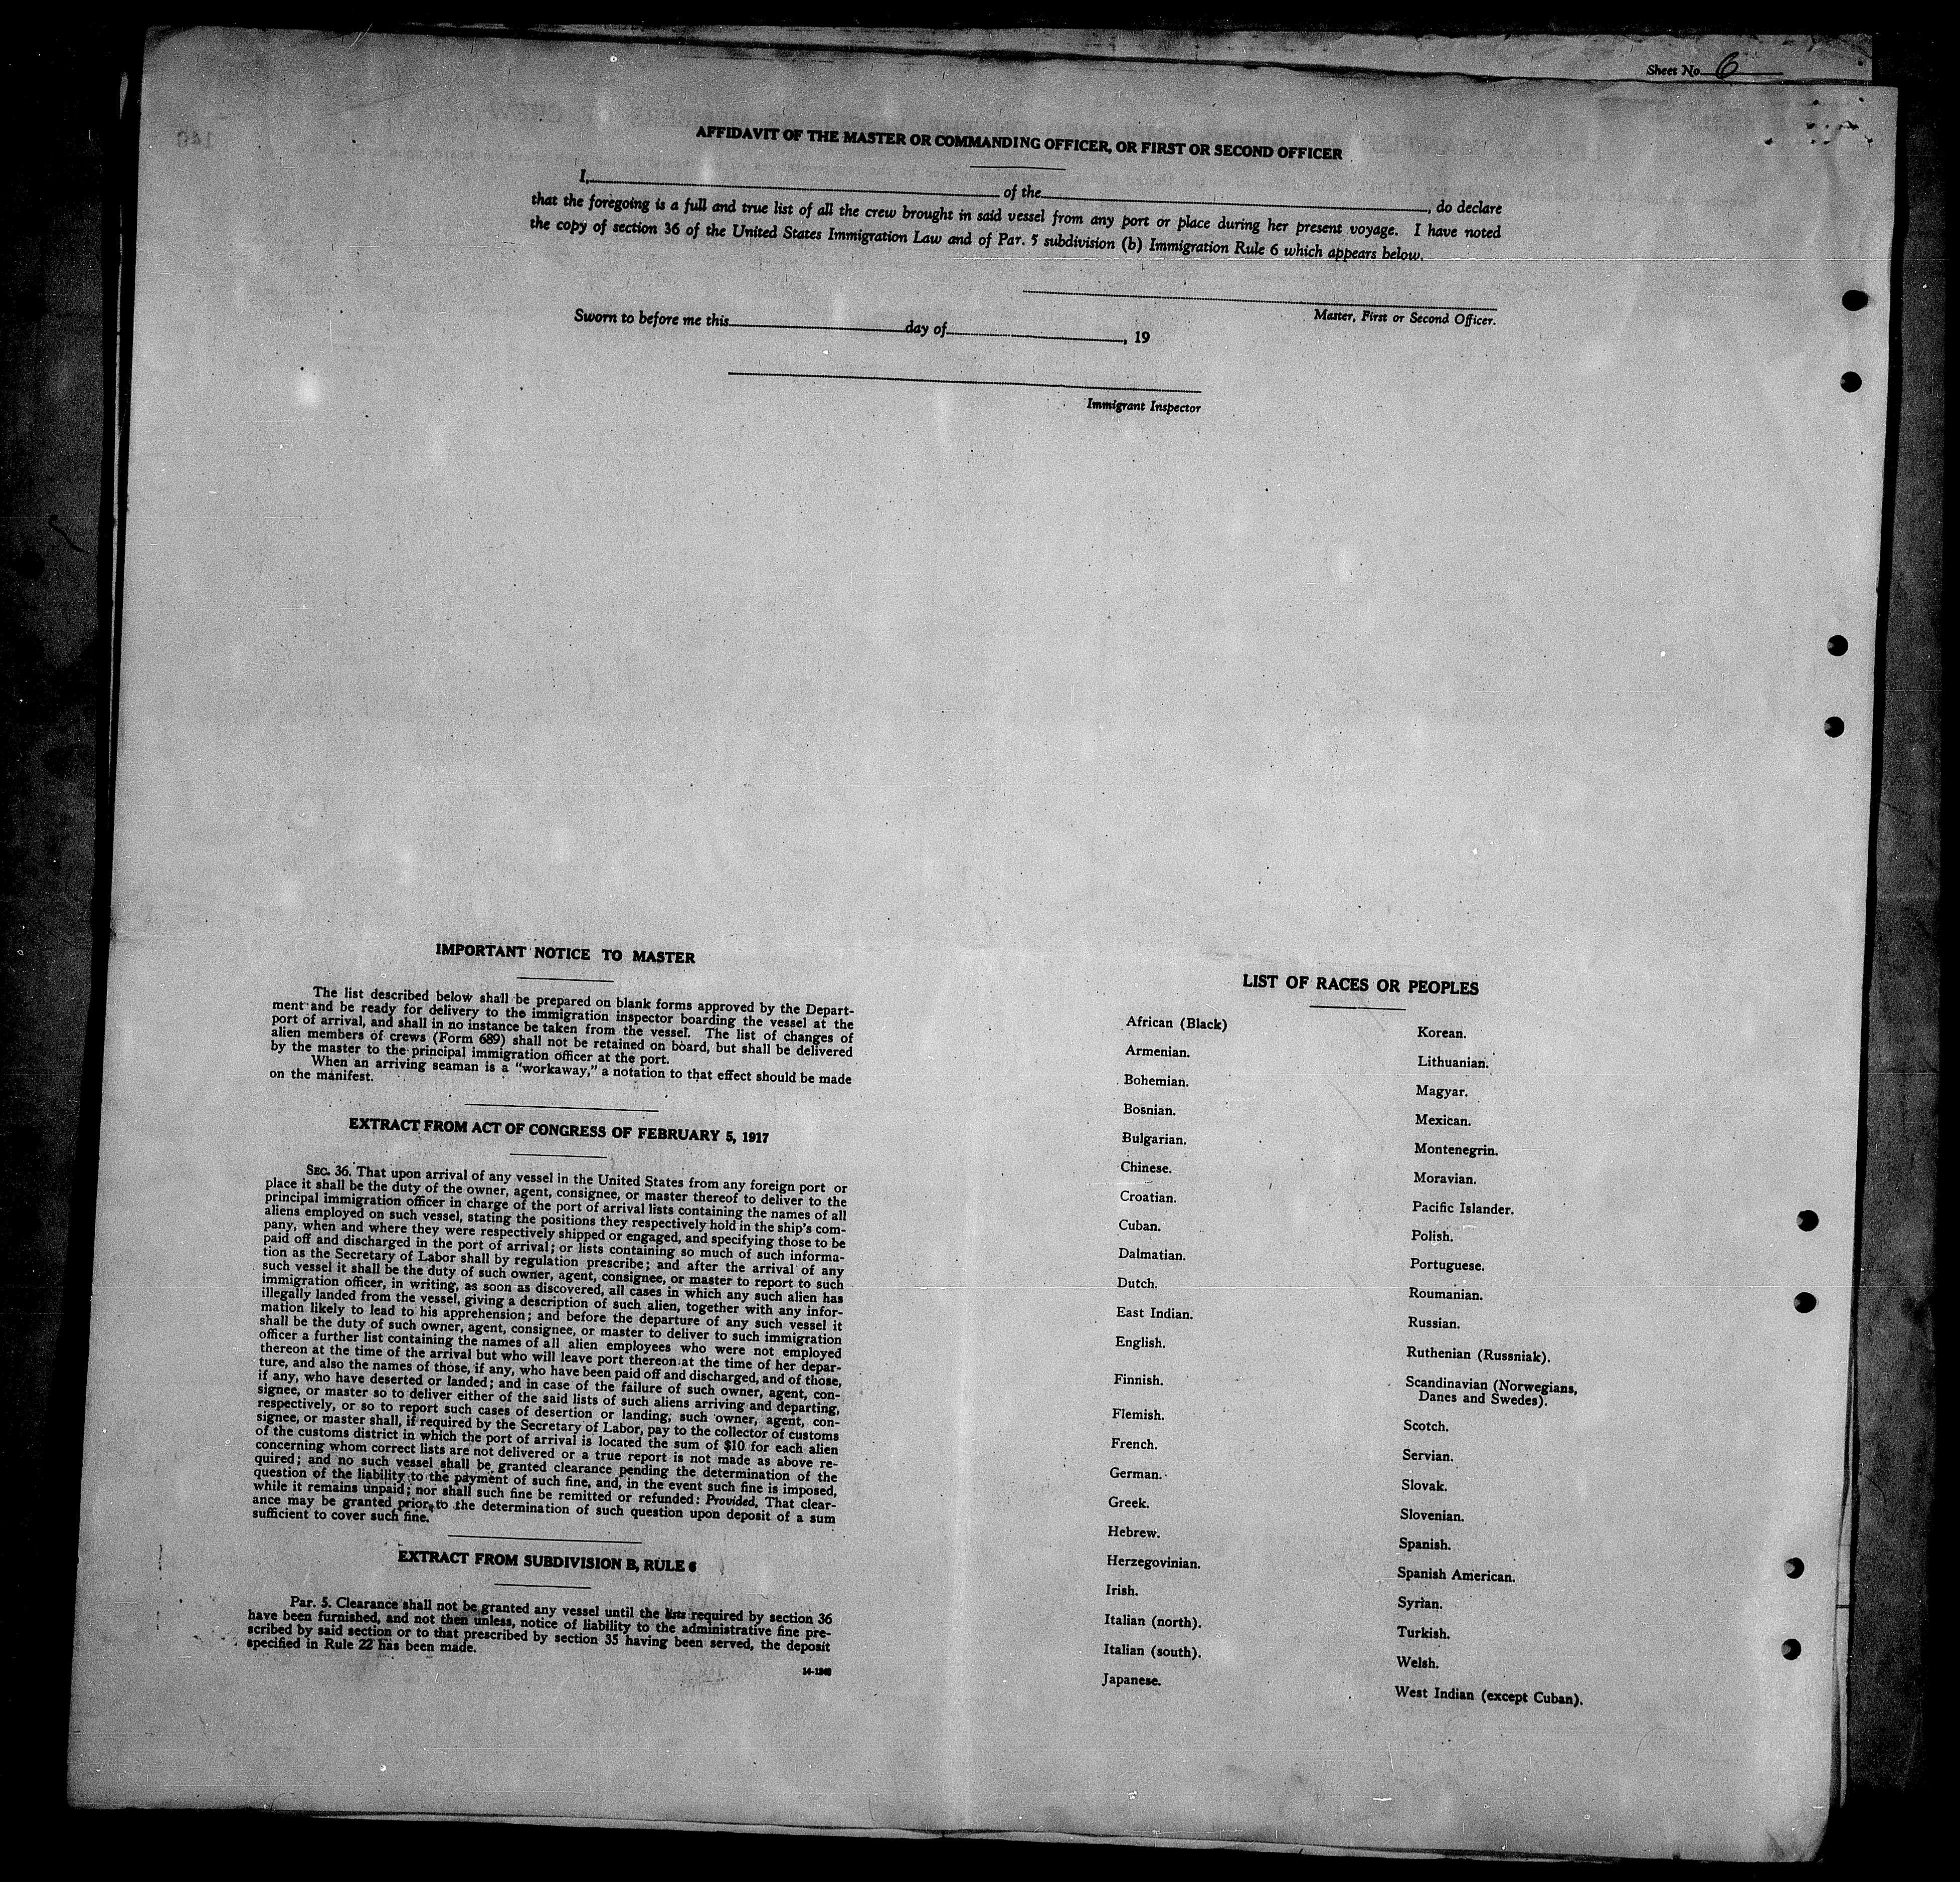 Sheet No. 6
AFFIDAVIT OF THE MASTER OR COMMANDING OFFICER, OR FIRST OR SECOND OFFICER
I, of the , do declare
that the foregoing is a full and true list of all the crew brought in said vessel from any port or place during her present voyage. I have noted
the copy of section 36 of the United States Immigration Law and of Par. 5 subdivision (b) Immigration Rule 6 which appears below.
Master, First or Second Officer.
Sworn to before me this day of , 19
Immigrant Inspector
IMPORTANT NOTICE TO MASTER
The list described below shall be prepared on blank forms approved by the Depart-
ment and be ready for delivery to the immigration inspector boarding the vessel at the
port of arrival, and shall in no instance be taken from the vessel. The list of changes of
alien members of crews (Form 689) shall not be retained on board, but shall be delivered
by the master to the principal immigration officer at the port.
When an arriving seaman is a "workaway," a notation to that effect should be made
on the manifest.
EXTRACT FROM ACT OF CONGRESS OF FEBRUARY 5, 1917
SEC. 36. That upon arrival of any vessel in the United States from any foreign port or
place it shall be the duty of the owner, agent, consignee, or master thereof to deliver to the
principal immigration officer in charge of the port of arrival lists containing the names of all
aliens employed on such vessel, stating the positions they respectively hold in the ship's com-
pany, when and where they were respectively shipped or engaged, and specifying those to be
paid off and discharged in the port of arrival; or lists containing so much of such informa-
tion as the Secretary of Labor shall by regulation prescribe; and after the arrival of any
such vessel it shall be the duty of such owner, agent, consignee, or master to report to such
immigration officer, in writing, as soon as discovered, all cases in which any such alien has
illegally landed from the vessel, giving a description of such alien, together with any infor-
mation likely to lead to his apprehension; and before the departure of any such vessel it
shall be the duty of such owner, agent, consignee, or master to deliver to such immigration
officer a further list containing the names of all alien employees who were not employed
thereon at the time of the arrival but who will leave port thereon at the time of her depar-
ture, and also the names of those, if any, who have been paid off and discharged, and of those,
if any, who have deserted or landed; and in case of the failure of such owner, agent, con-
signee, or master so to deliver either of the said lists of such aliens arriving and departing,
respectively, or so to report such cases of desertion or landing, such owner, agent, con-
signee, or master shall, if required by the Secretary of Labor, pay to the collector of customs
of the customs district in which the port of arrival is located the sum of $10 for each alien
concerning whom correct lists are not delivered or a true report is not made as above re-
quired; and no such vessel shall be granted clearance pending the determination of the
question of the liability to the payment of such fine, and, in the event such fine is imposed,
while it remains unpaid; nor shall such fine be remitted or refunded: Provided, That clear-
ance may be granted prior to the determination of such question upon deposit of a sum
sufficient to cover such fine.
EXTRACT FROM SUBDIVISION B, RULE 6
Par. 5. Clearance shall not be granted any vessel until the lists required by section 36
have been furnished, and not then unless, notice of liability to the administrative fine pre-
scribed by said section or to that prescribed by section 35 having been served, the deposit
specified in Rule 22 has been made.
LIST OF RACES OR PEOPLES
African (Black)
Armenian.
Bohemian.
Bosnian.
Bulgarian.
Chinese.
Croatian.
Cuban.
Dalmatian.
Dutch.
East Indian.
English.
Finnish.
Flemish.
French.
German.
Greek.
Hebrew.
Herzegovinian.
Irish.
Italian (north).
Italian (south).
Japanese.
Korean.
Lithuanian.
Magyar.
Mexican.
Montenegrin.
Moravian.
Pacific Islander.
Polish.
Portuguese.
Roumanian.
Russian.
Ruthenian (Russniak).
Scandinavian (Norwegians,
Danes and Swedes).
Scotch.
Servian.
Slovak.
Slovenian.
Spanish.
Spanish American.
Syrian.
Turkish.
Welsh.
West Indian (except Cuban).